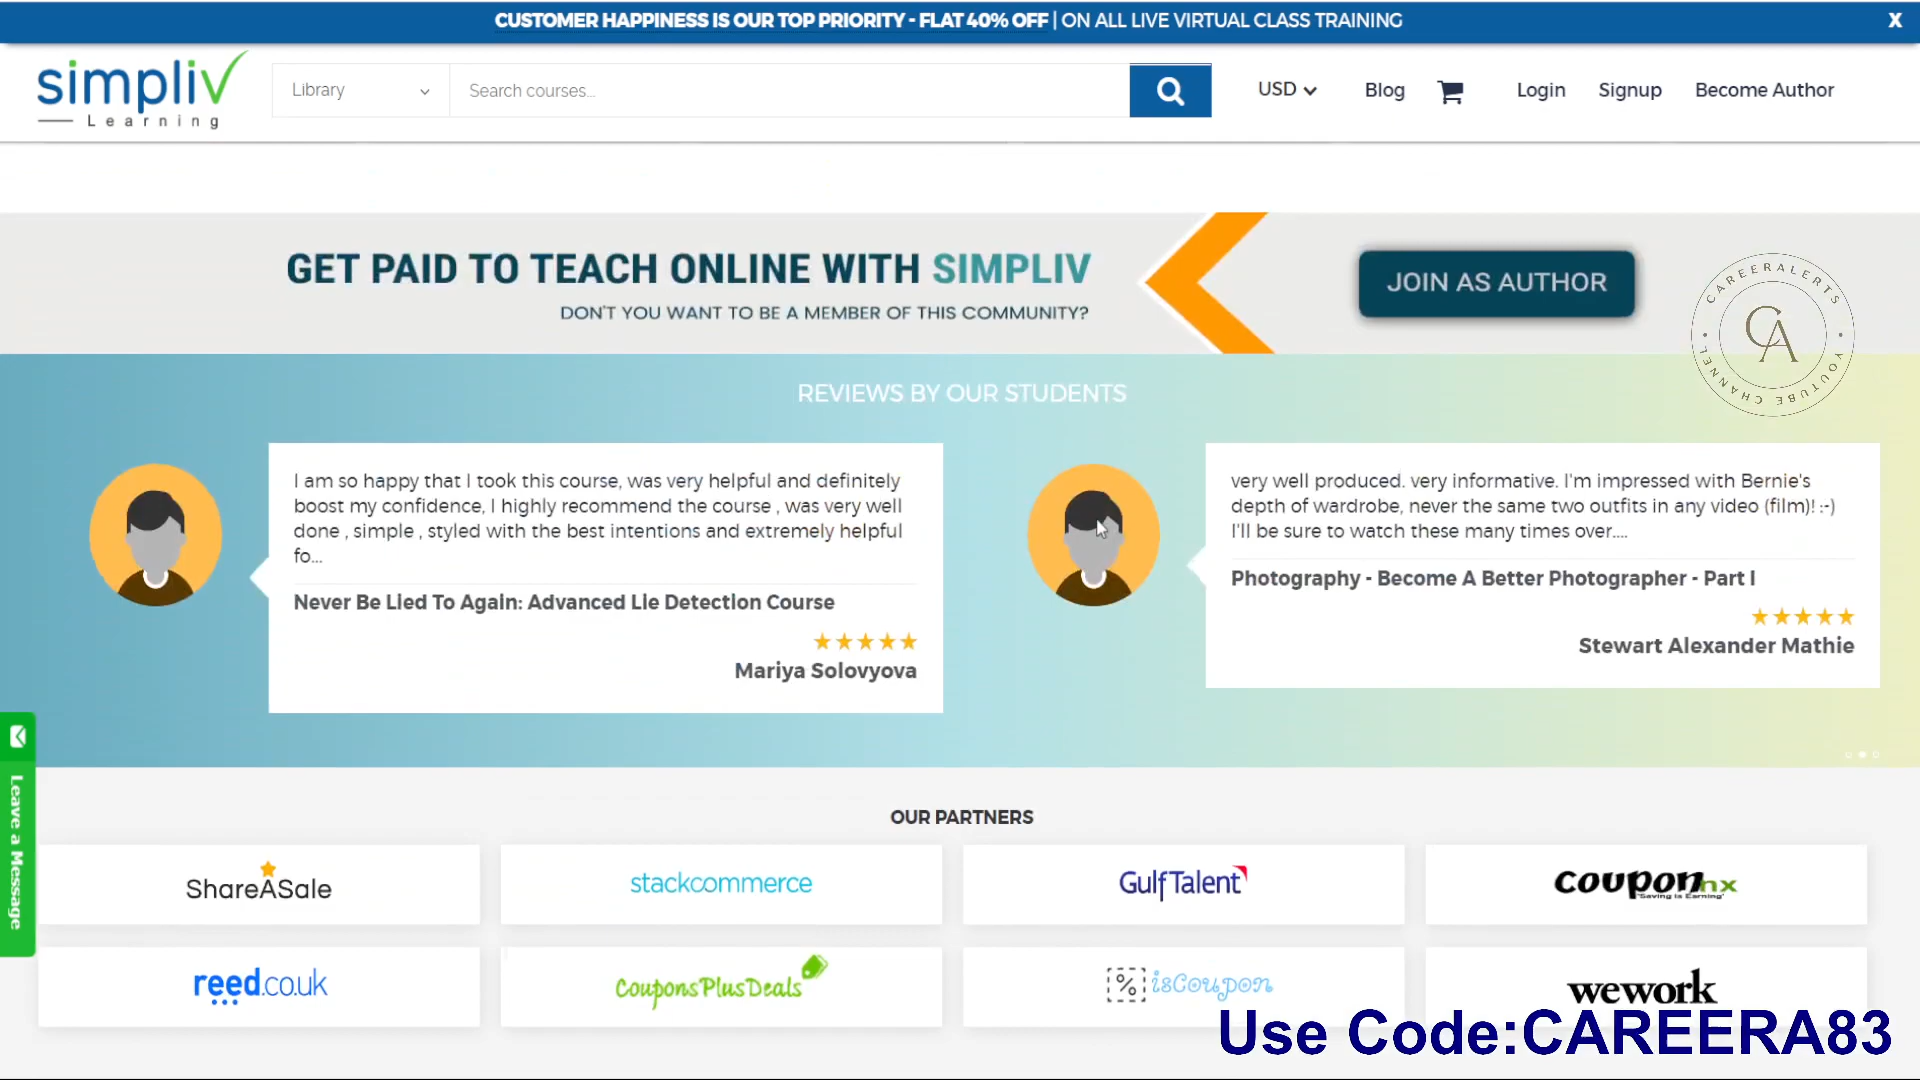 CUSTOMER HAPPINESS IS OUR TOP PRIORITY - FLAT 40% OFF | ON ALL LIVE VIRTUAL CLASS TRAINING
X
simpliv
Learning
Library
Search courses...
USD
Blog
Login
Signup
Become Author
GET PAID TO TEACH ONLINE WITH SIMPLIV
DON'T YOU WANT TO BE A MEMBER OF THIS COMMUNITY?
JOIN AS AUTHOR
CAREERALERTS
CA
YOUTUBE CHANNEL
REVIEWS BY OUR STUDENTS
I am so happy that I took this course, was very helpful and definitely
boost my confidence, I highly recommend the course , was very well
done , simple , styled with the best intentions and extremely helpful
fo...
Never Be Lied To Again: Advanced Lie Detection Course
Mariya Solovyova
very well produced. very informative. I'm impressed with Bernie's
depth of wardrobe, never the same two outfits in any video (film)! :-)
I'll be sure to watch these many times over....
Photography - Become A Better Photographer - Part I
Stewart Alexander Mathie
Leave a Message
OUR PARTNERS
ShareASale
stackcommerce
GulfTalent
couponnx
"Saving is Earning"
reed.co.uk
CouponsPlusDeals
% isCoupon
wework
Use Code:CAREERA83